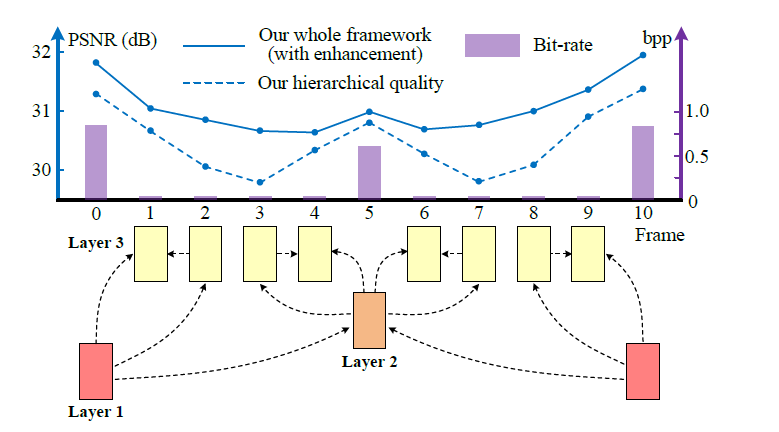 PSNR (dB)
Our whole framework
(with enhancement)
Bit-rate
bpp
Our hierarchical quality
32
31
30
1.0
0.5
0
0 1 2 3 4 5 6 7 8 9 10
Frame
Layer 3
Layer 2
Layer 1